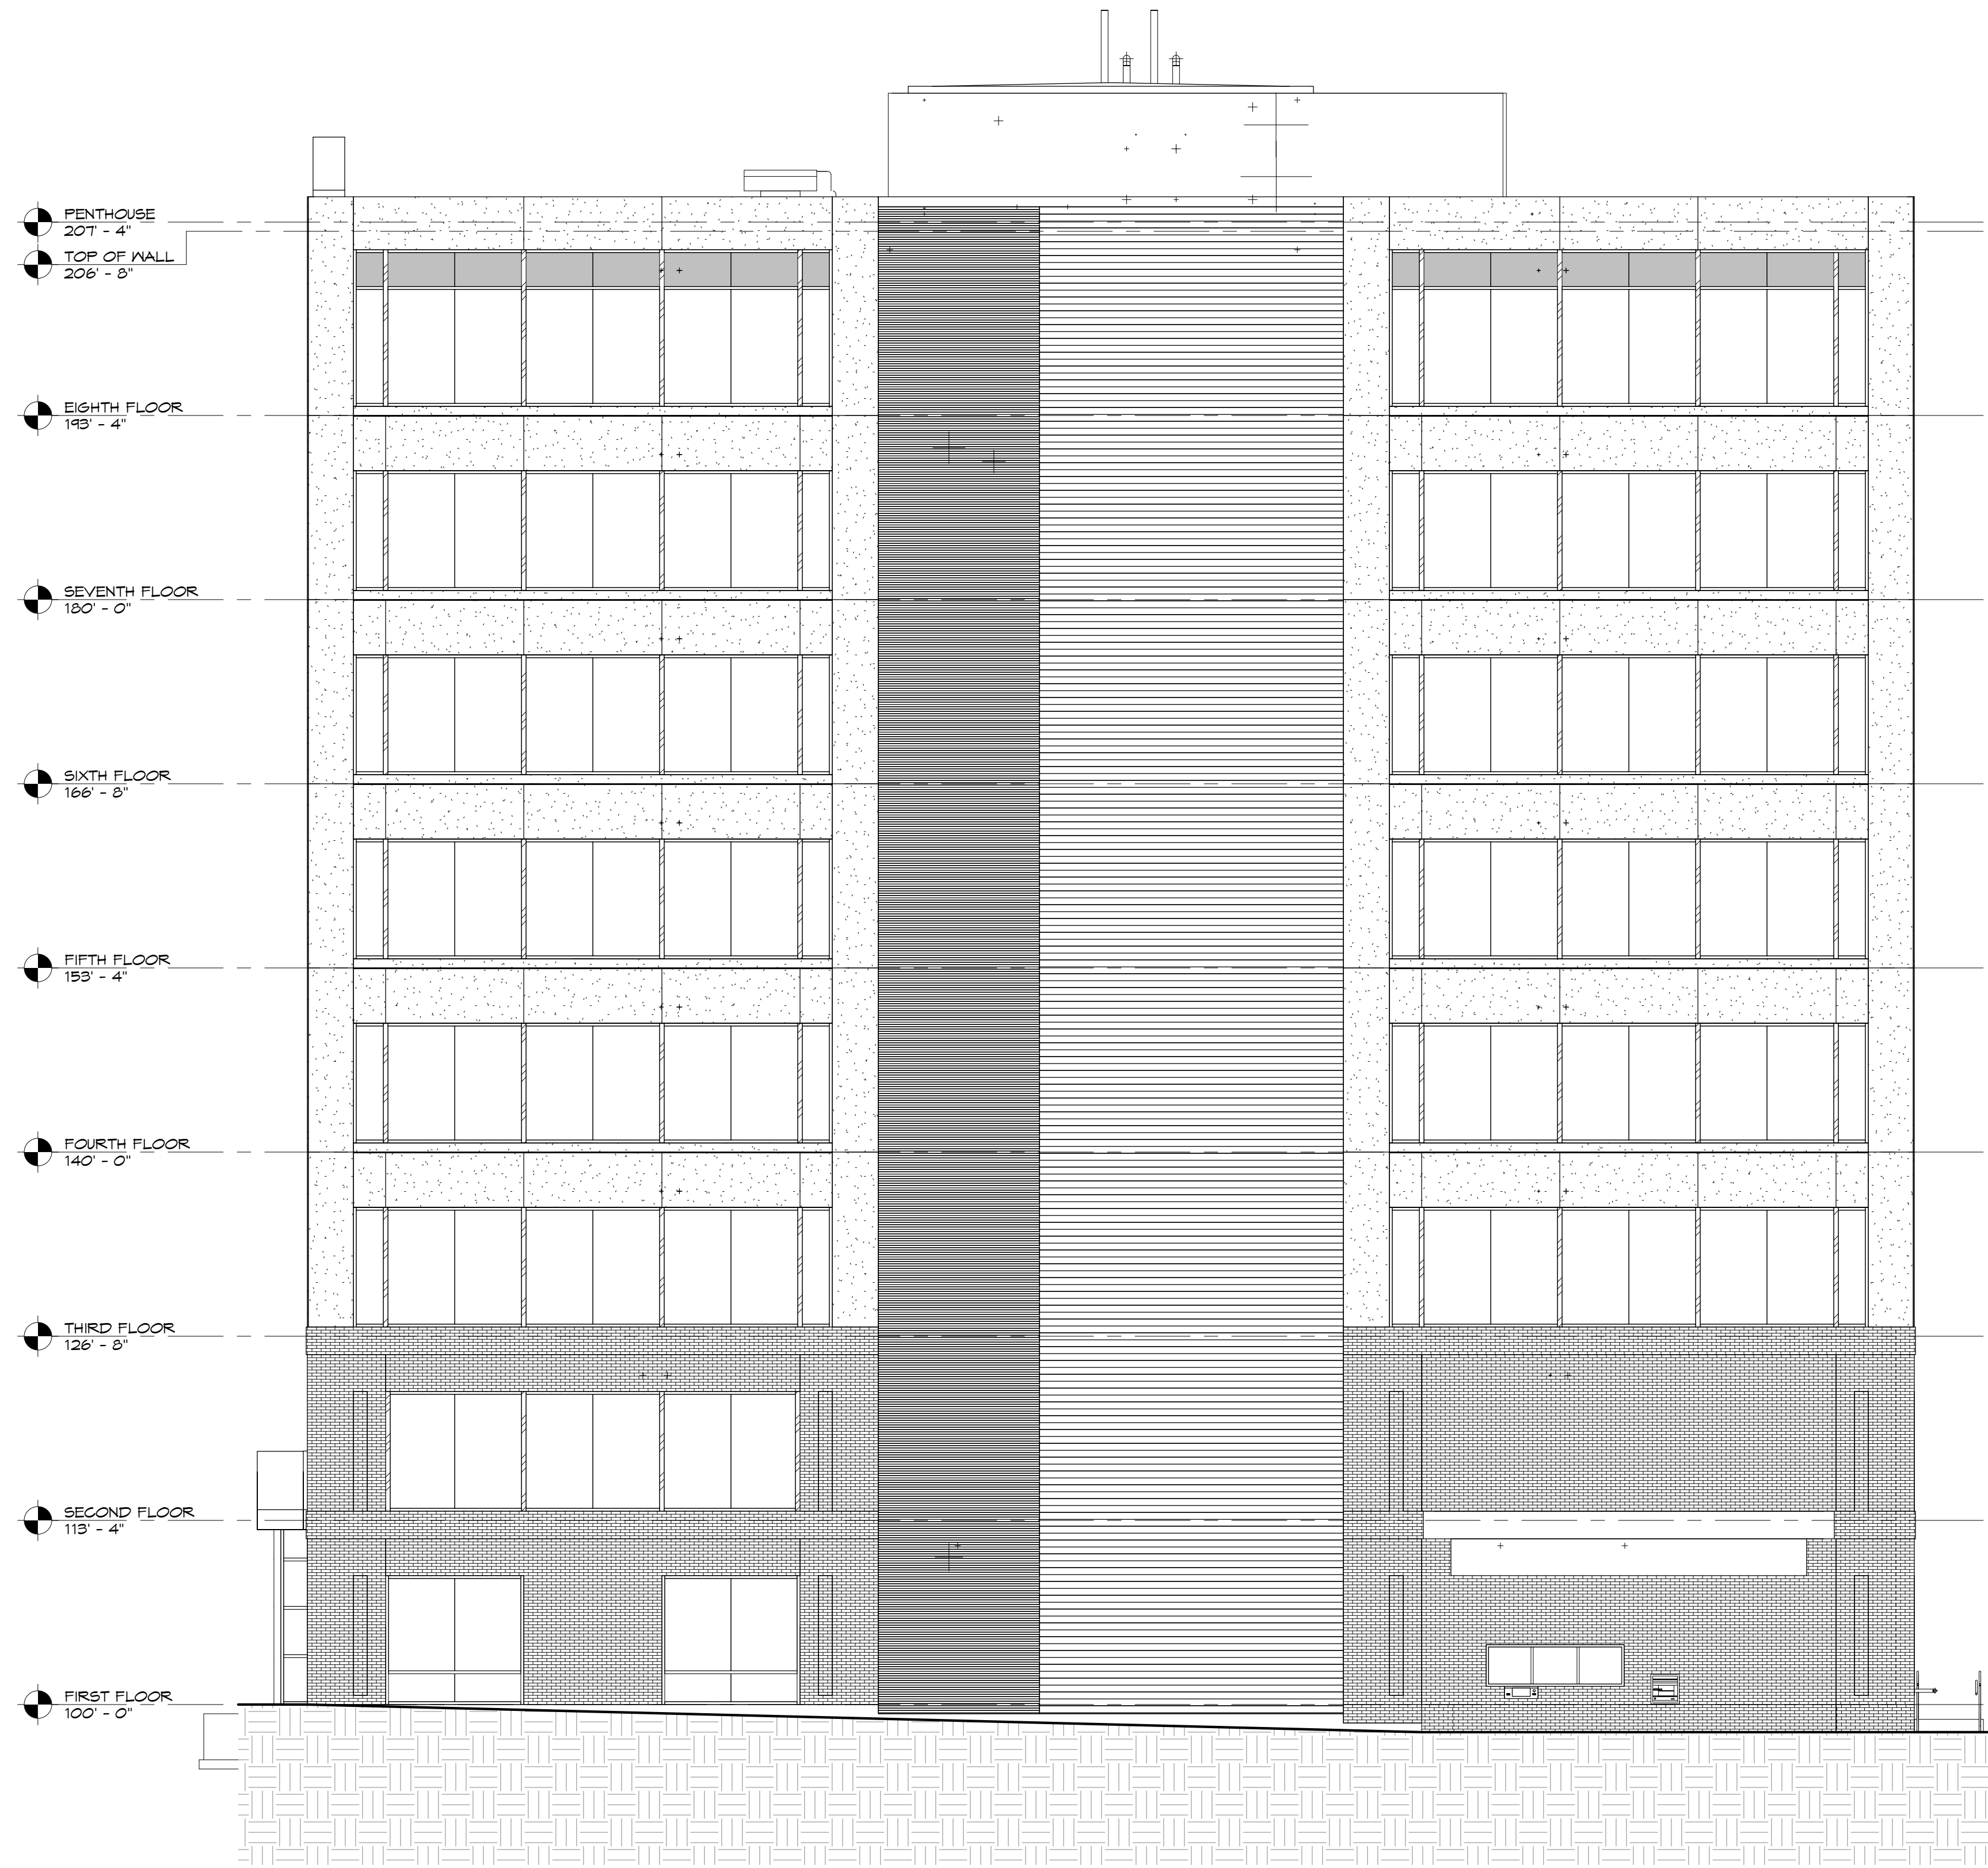 PENTHOUSE
207' - 4"
TOP OF WALL
206' - 8"
EIGHTH FLOOR
193' - 4"
SEVENTH FLOOR
180' - 0"
SIXTH FLOOR
166' - 8"
FIFTH FLOOR
153' - 4"
FOURTH FLOOR
140' - 0"
THIRD FLOOR
126' - 8"
SECOND FLOOR
113' - 4"
FIRST FLOOR
100' - 0"